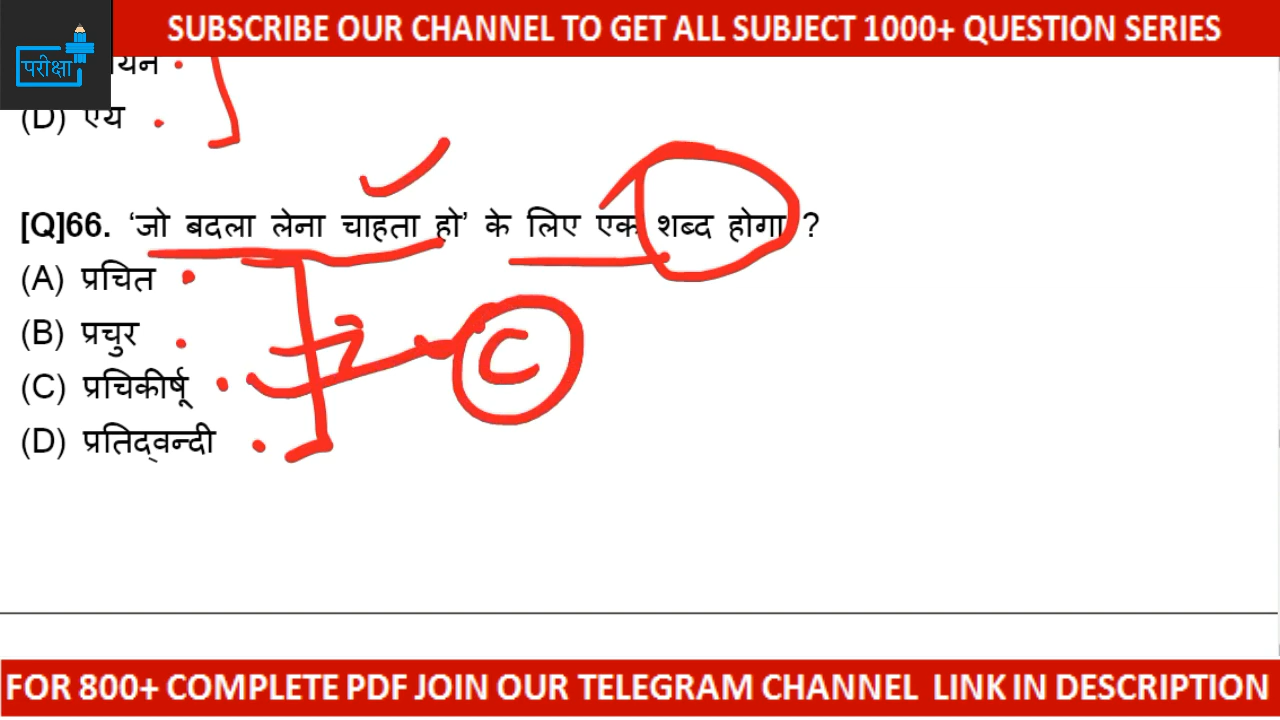 SUBSCRIBE OUR CHANNEL TO GET ALL SUBJECT 1000+ QUESTION SERIES
परीक्षा
(D) एय
[Q]66. ‘जो बदला लेना चाहता हो’ के लिए एक शब्द होगा ?
(A) प्रचित
(B) प्रचुर
(C) प्रचिकीर्षू
(D) प्रतिद्वन्दी
C
FOR 800+ COMPLETE PDF JOIN OUR TELEGRAM CHANNEL LINK IN DESCRIPTION